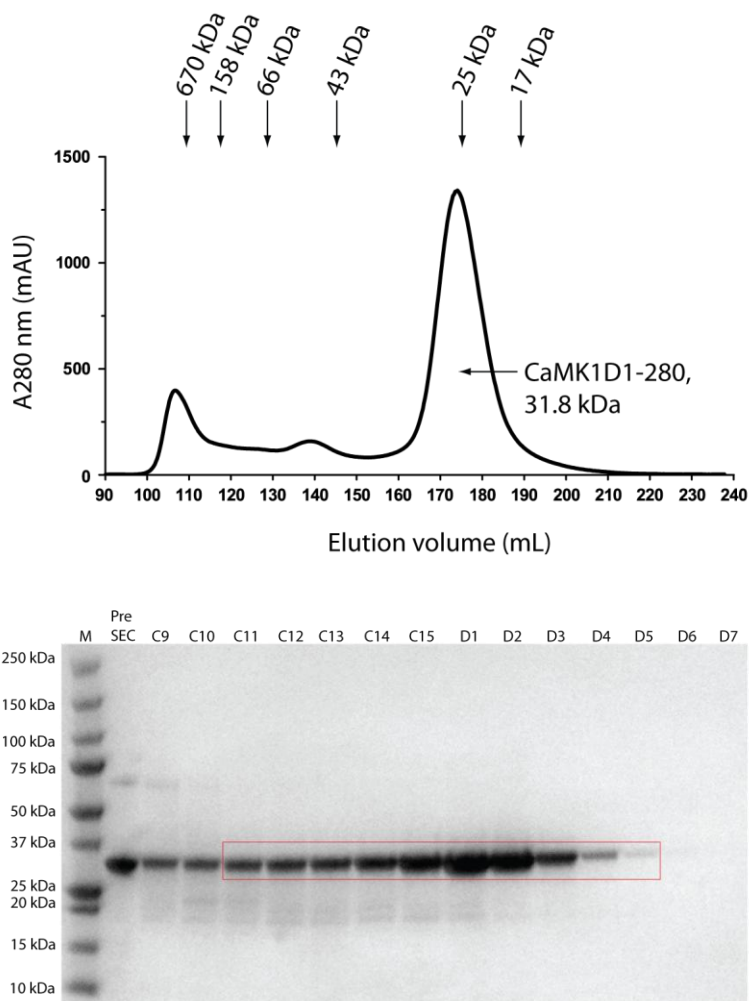 670 kDa
158 kDa
66 kDa
43 kDa
25 kDa
17 kDa
A280 nm (mAU)
1500
1000
500
0
CaMK1D1-280,
31.8 kDa
90 100 110 120 130 140 150 160 170 180 190 200 210 220 230 240
Elution volume (mL)
Pre
M SEC C9 C10 C11 C12 C13 C14 C15 D1 D2 D3 D4 D5 D6 D7
250 kDa
150 kDa
100 kDa
75 kDa
50 kDa
37 kDa
25 kDa
20 kDa
15 kDa
10 kDa